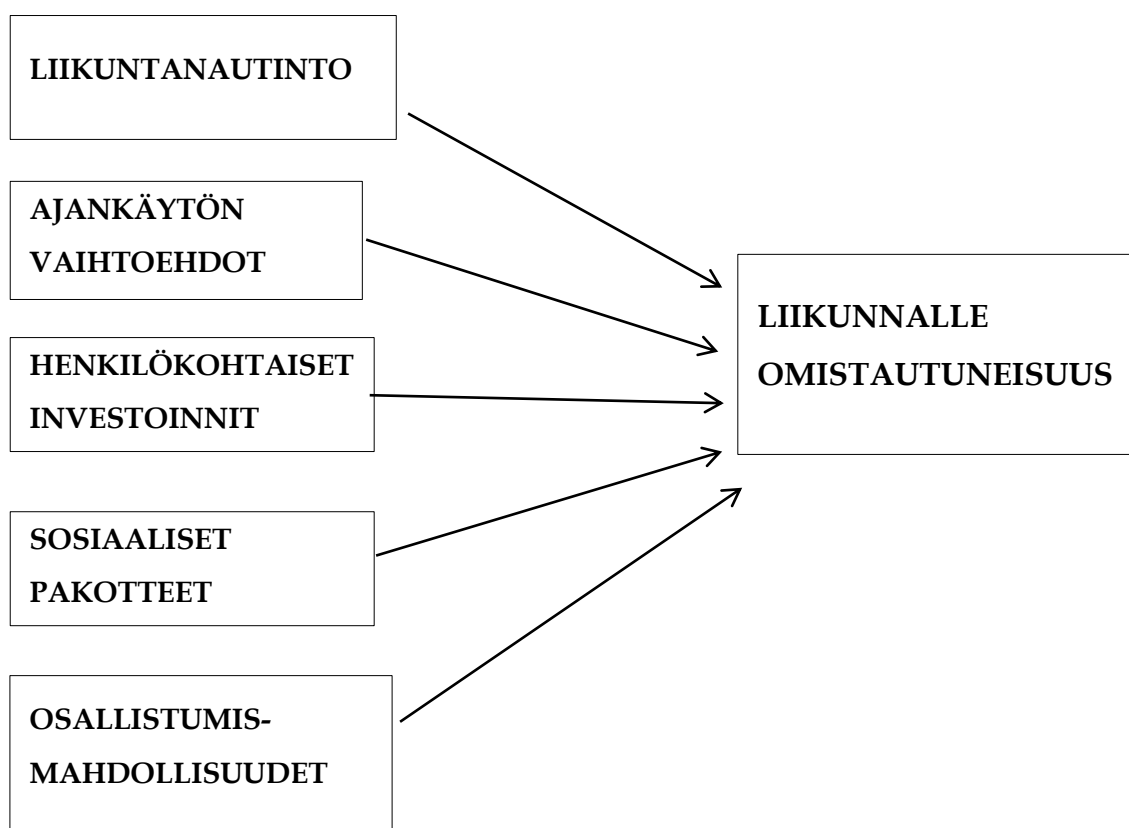 LIIKUNTANAUTINTO
AJANKÄYTÖN
VAIHTOEHDOT
HENKILÖKOHTAISET
INVESTOINNIT
SOSIAALISET
PAKOTTEET
OSALLISTUMIS-
MAHDOLLISUUDET
LIIKUNNALLE
OMISTAUTUNEISUUS